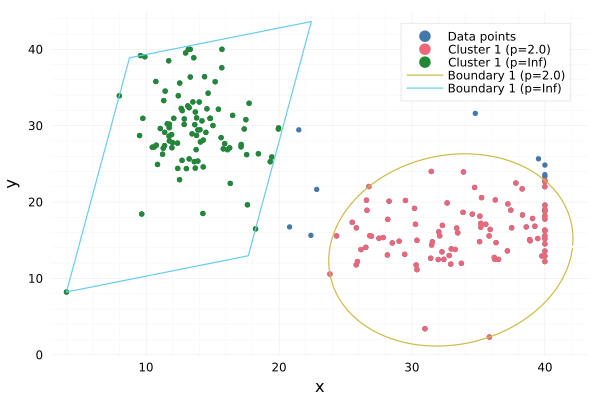 40
30
20
10
0
y
10
20
30
40
x
Data points
Cluster 1 (p=2.0)
Cluster 1 (p=Inf)
Boundary 1 (p=2.0)
Boundary 1 (p=Inf)